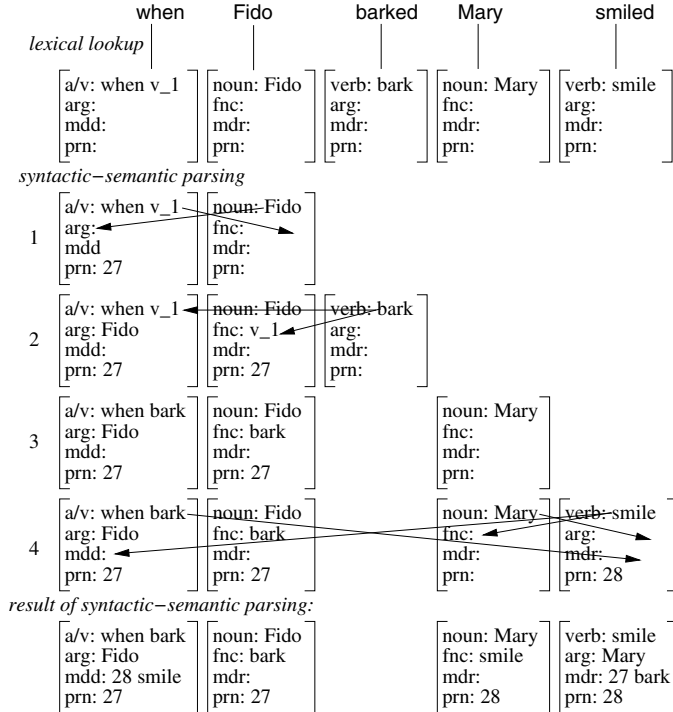 when Fido barked Mary smiled
lexical lookup
a/v: when v_1 noun: Fido verb: bark noun: Mary verb: smile
arg: fnc: arg: fnc: arg:
mdd: mdr: mdr: mdr: mdr:
prn: prn: prn: prn: prn:
syntactic−semantic parsing
a/v: when v_1 noun: Fido
1 arg: fnc:
mdd mdr:
prn: 27 prn:
a/v: when v_1 noun: Fido verb: bark
2 arg: Fido fnc: v_1 arg:
mdd: mdr: mdr:
prn: 27 prn: 27 prn:
a/v: when bark noun: Fido noun: Mary
3 arg: Fido fnc: bark fnc:
mdd: mdr: mdr:
prn: 27 prn: 27 prn:
a/v: when bark noun: Fido noun: Mary verb: smile
4 arg: Fido fnc: bark fnc: arg:
mdd: mdr: mdr: mdr:
prn: 27 prn: 27 prn: prn: 28
result of syntactic−semantic parsing:
a/v: when bark noun: Fido noun: Mary verb: smile
arg: Fido fnc: bark fnc: smile arg: Mary
mdd: 28 smile mdr: mdr: mdr: 27 bark
prn: 27 prn: 27 prn: 28 prn: 28